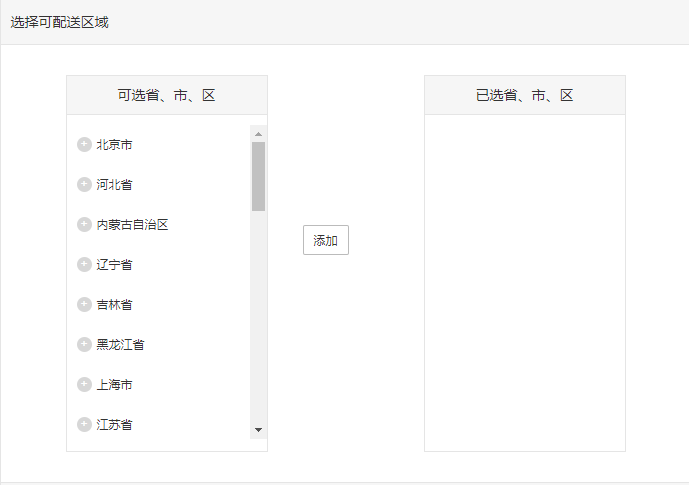 选择可配送区域
可选省、市、区
北京市
河北省
内蒙古自治区
辽宁省
吉林省
黑龙江省
上海市
江苏省
添加
已选省、市、区